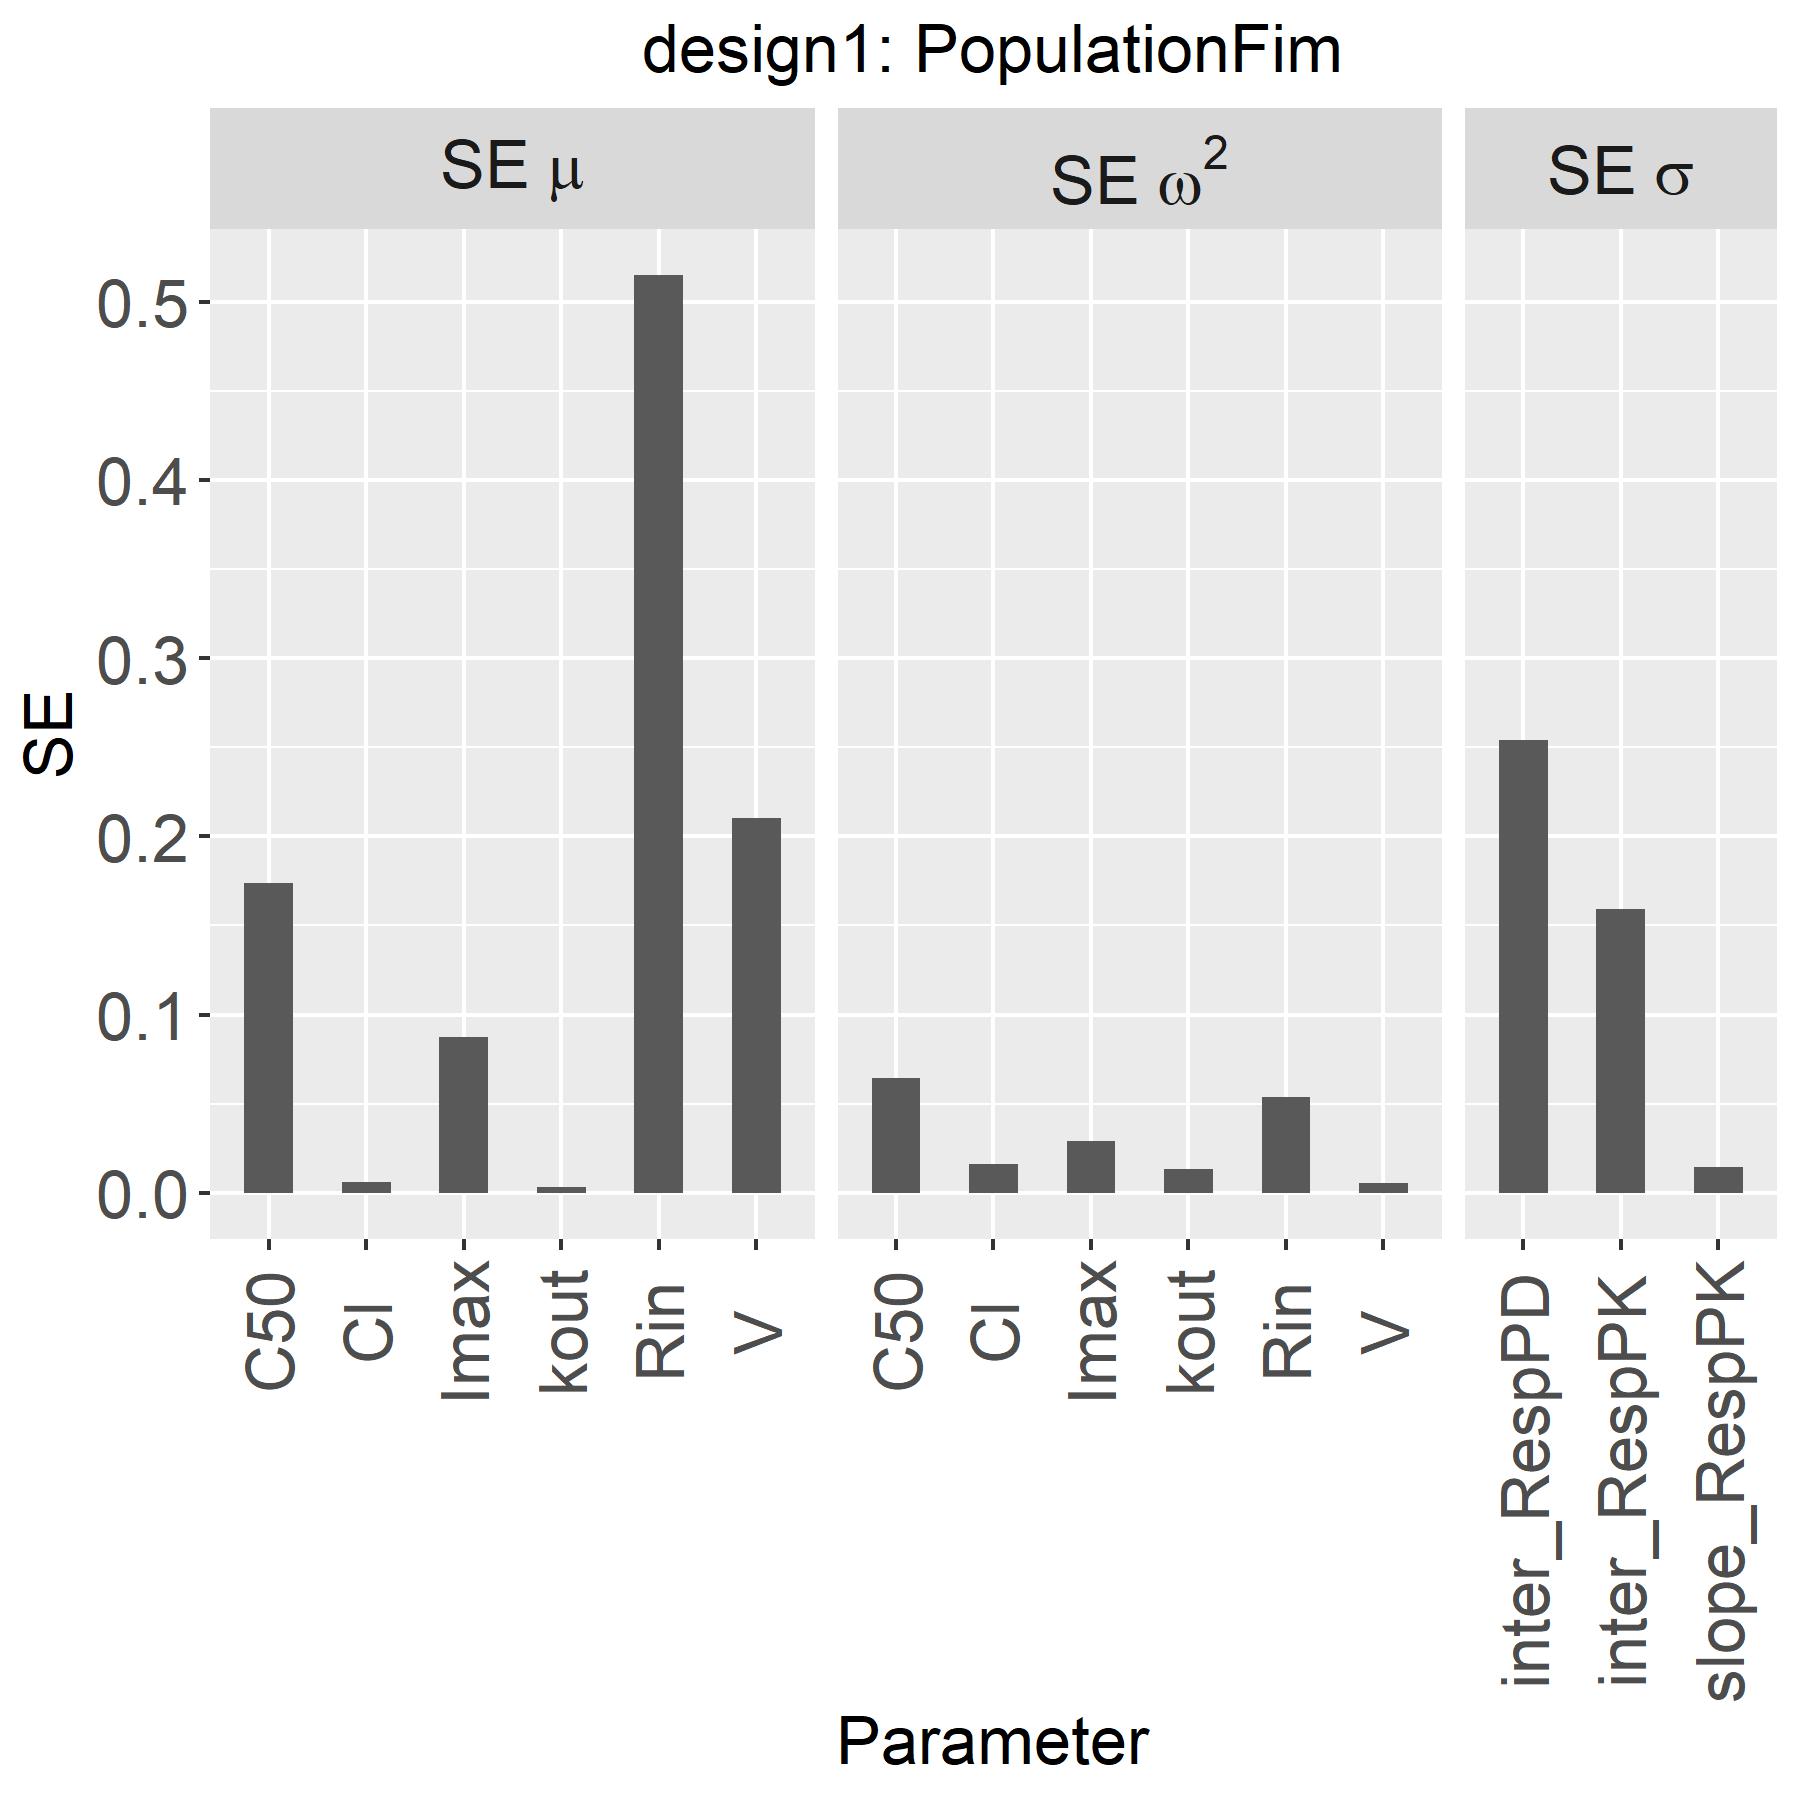 design1: PopulationFim
SE μ
SE ω²
SE σ
SE
0.5
0.4
0.3
0.2
0.1
0.0
C50
Cl
Imax
kout
Rin
V
C50
Cl
Imax
kout
Rin
V
inter_RespPD
inter_RespPK
slope_RespPK
Parameter